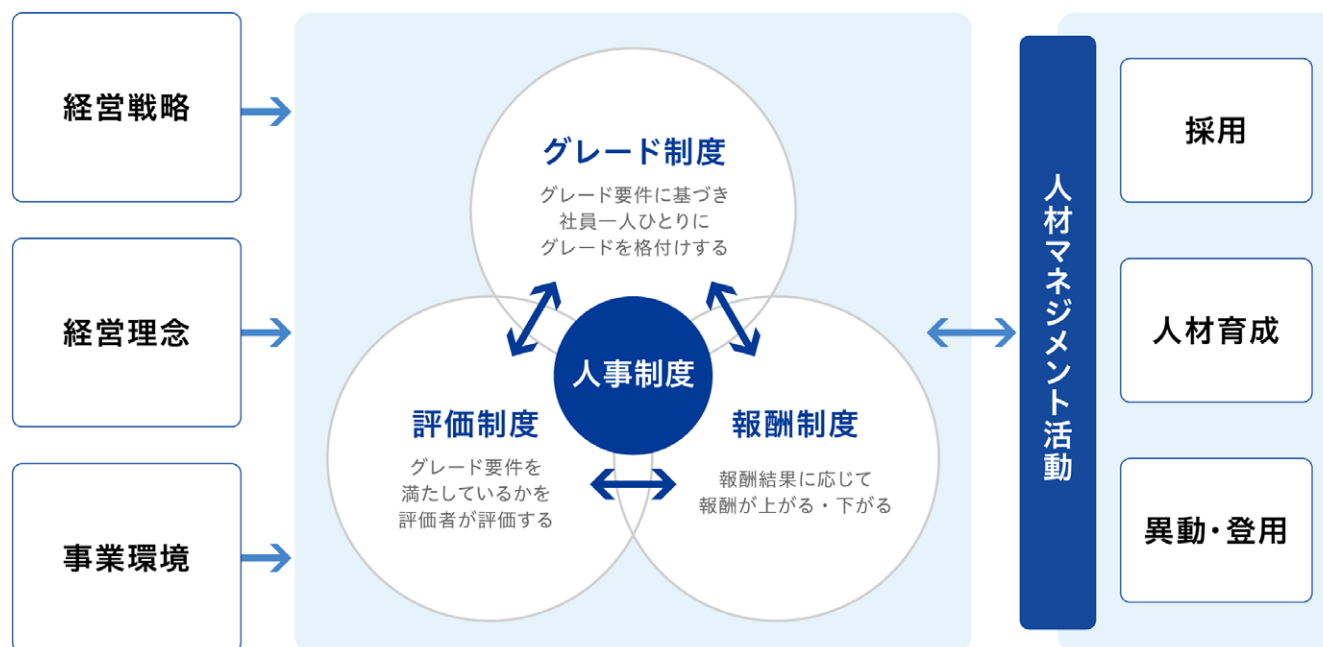 経営戦略
経営理念
事業環境
グレード制度
グレード要件に基づき
社員一人ひとりに
グレードを格付けする
人事制度
評価制度
グレード要件を
満たしているかを
評価者が評価する
報酬制度
報酬結果に応じて
報酬が上がる・下がる
人材マネジメント活動
採用
人材育成
異動・登用